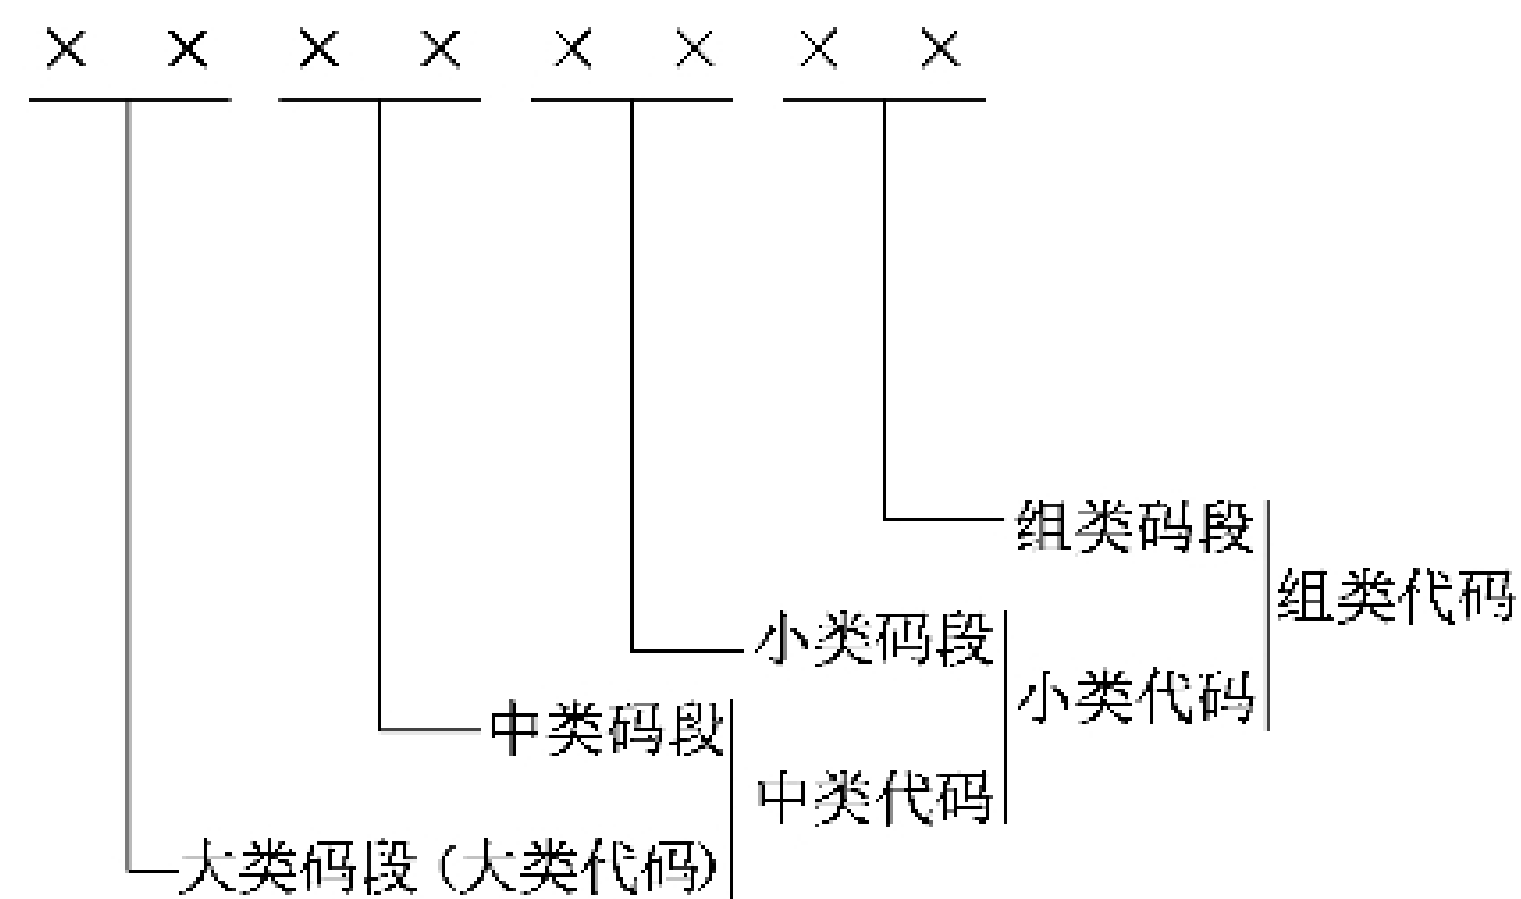 × × × × × × × ×
组类码段
组类代码
小类码段
小类代码
中类码段
中类代码
大类码段(大类代码)